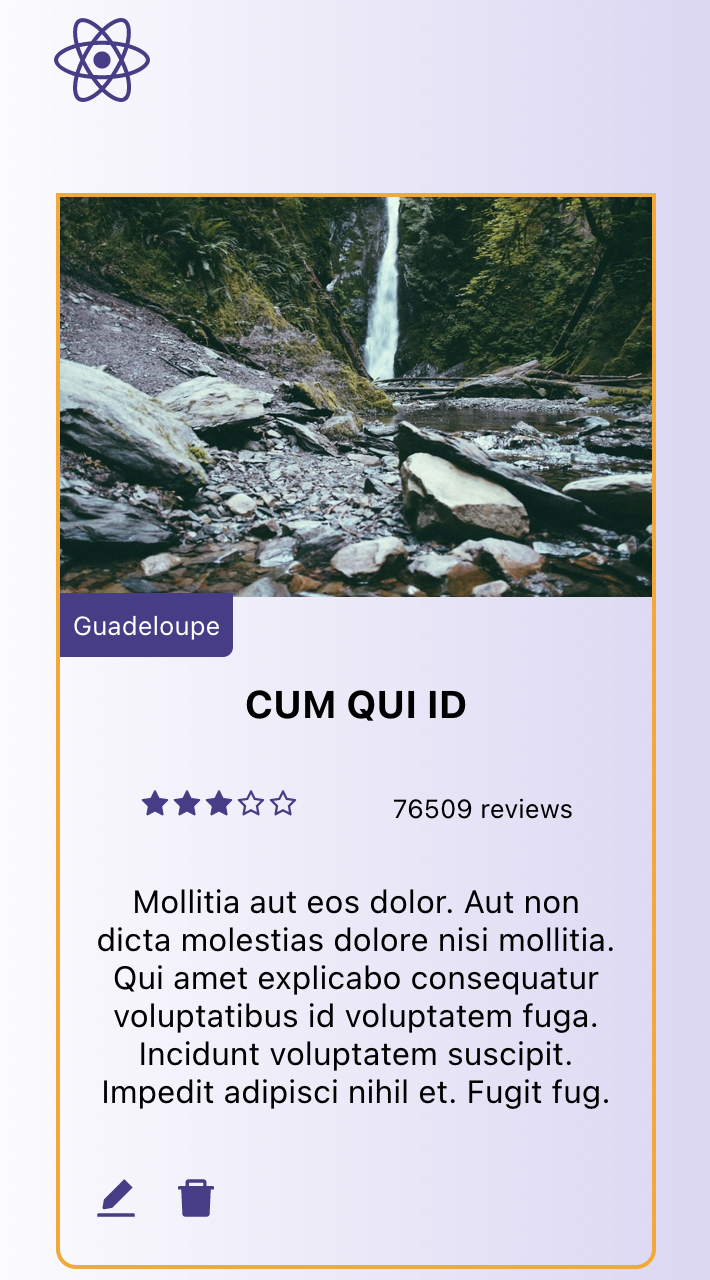 Guadeloupe
CUM QUI ID
76509 reviews
Mollitia aut eos dolor. Aut non
dicta molestias dolore nisi mollitia.
Qui amet explicabo consequatur
voluptatibus id voluptatem fuga.
Incidunt voluptatem suscipit.
Impedit adipisci nihil et. Fugit fug.